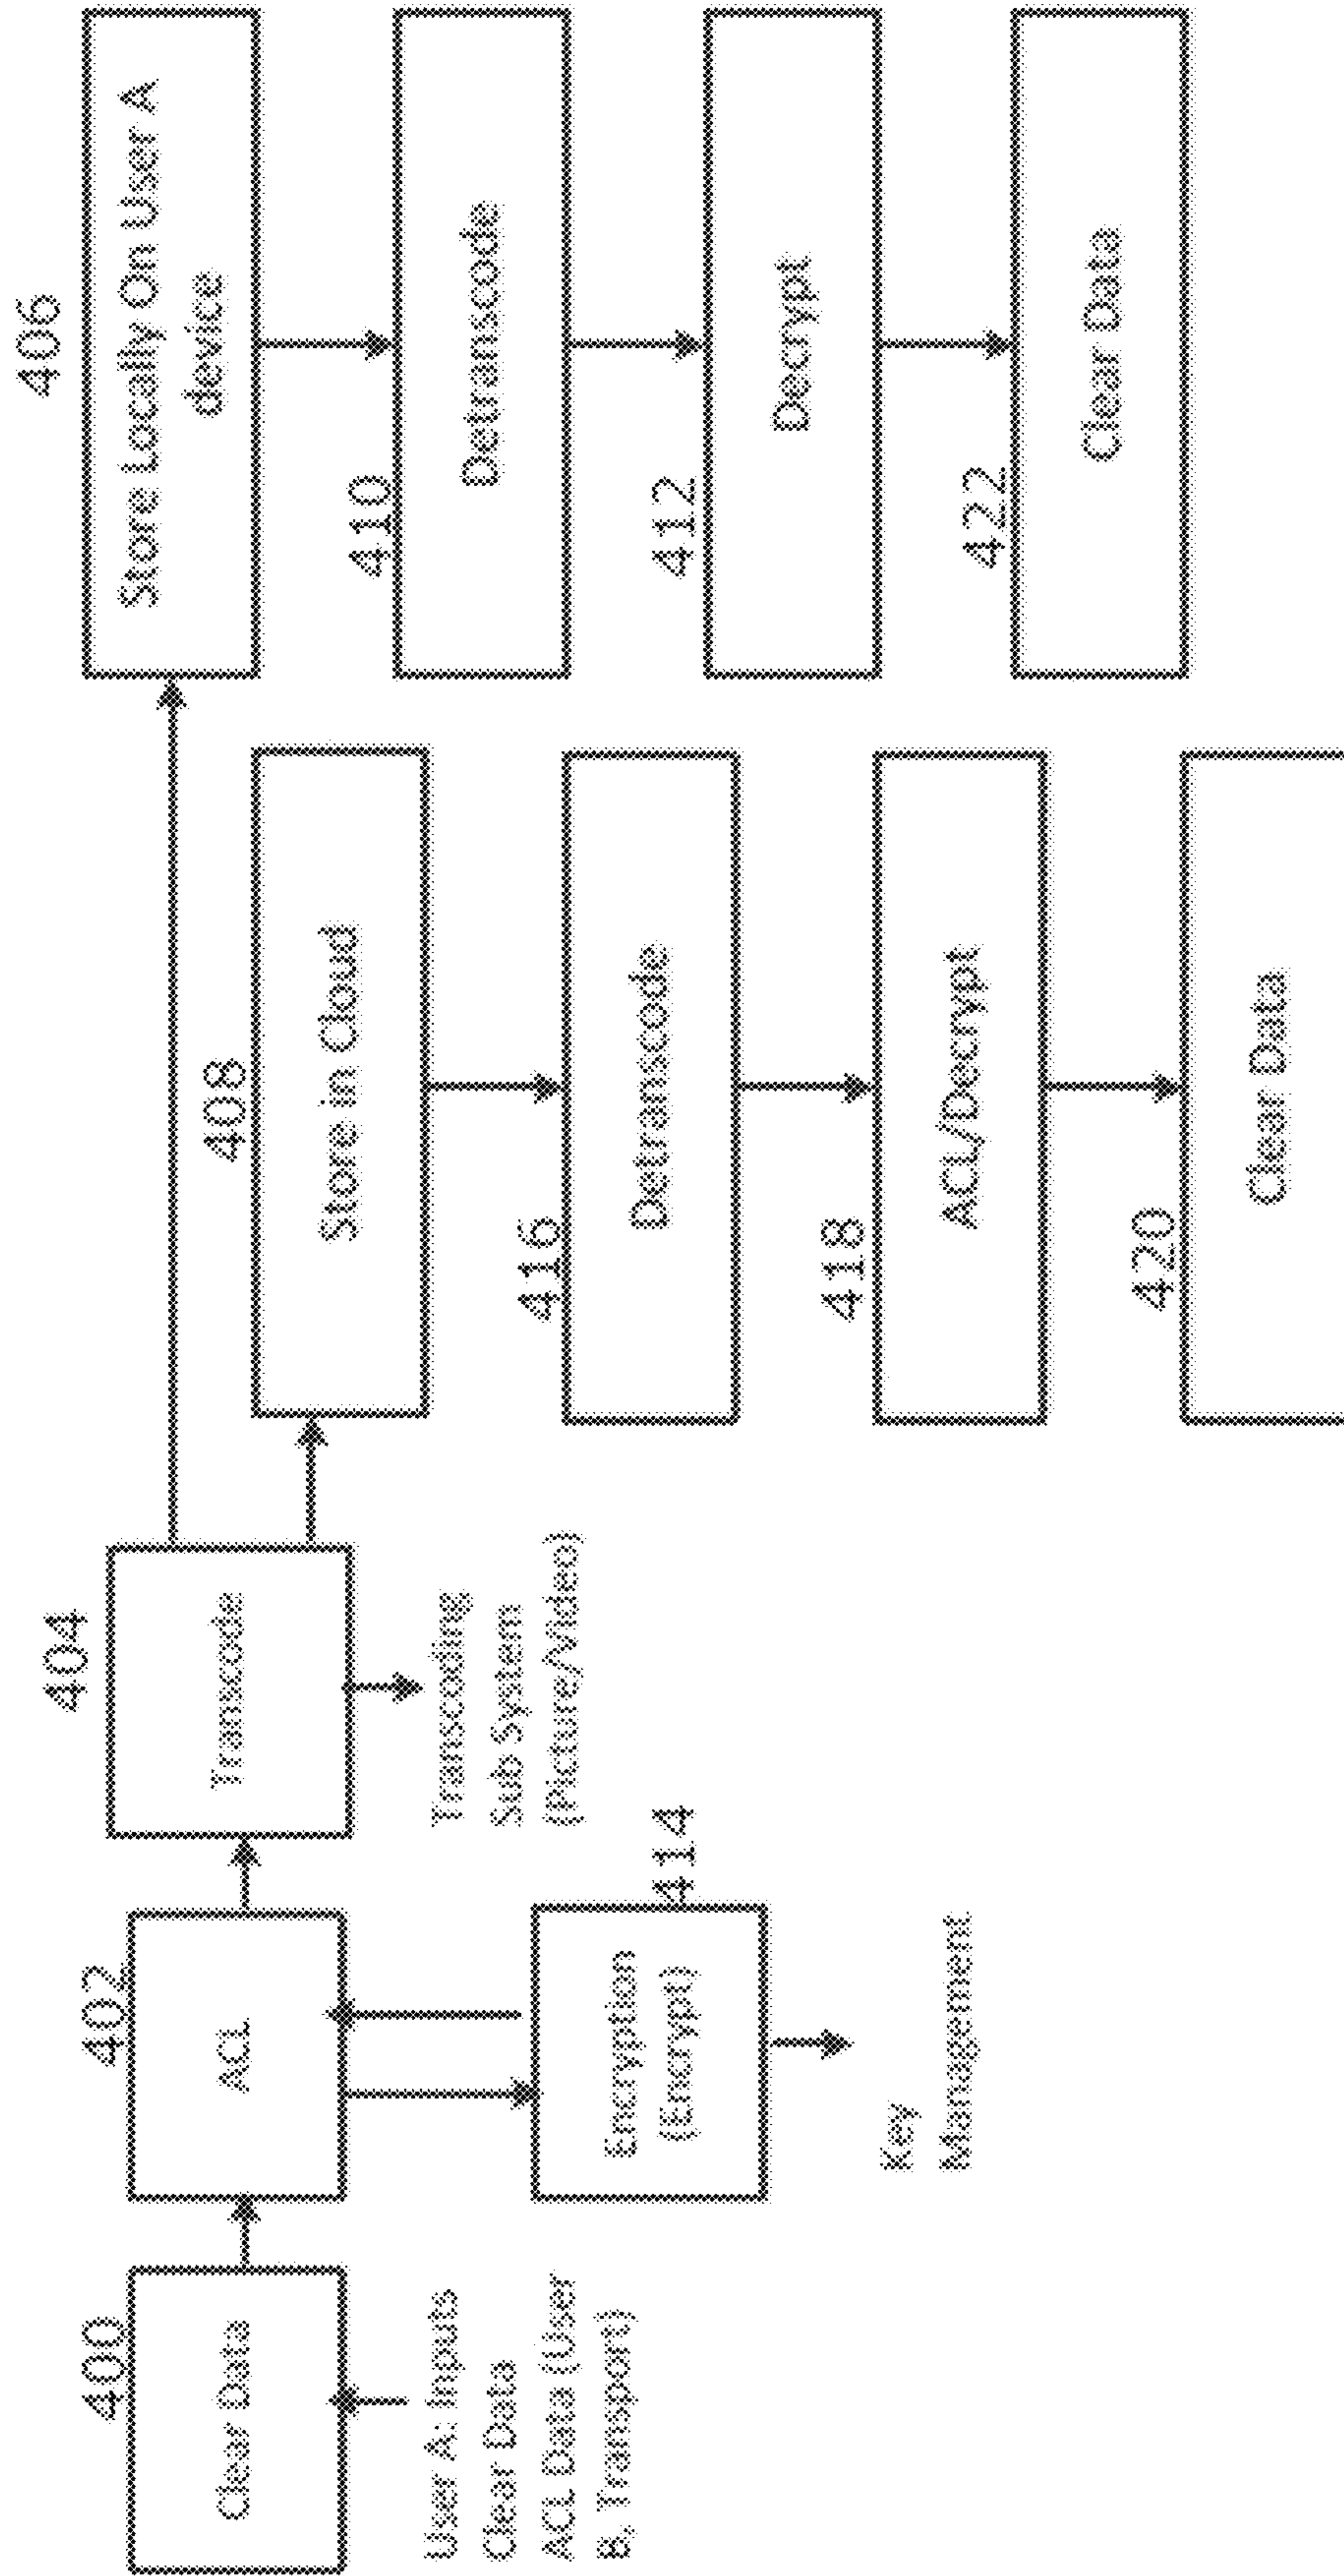 400
Clear Data
User A: Inputs
Clear Data
ACL Data (User
B, Transport)
402
ACL
Encryption
(Encrypt)
414
Key
Management
404
Transcode
Transcoding
Sub System
(Picture/Video)
408
Store in Cloud
416
Detranscode
418
ACL/Decrypt
420
Clear Data
406
Store Locally On User A
device
410
Detranscode
412
Decrypt
422
Clear Data